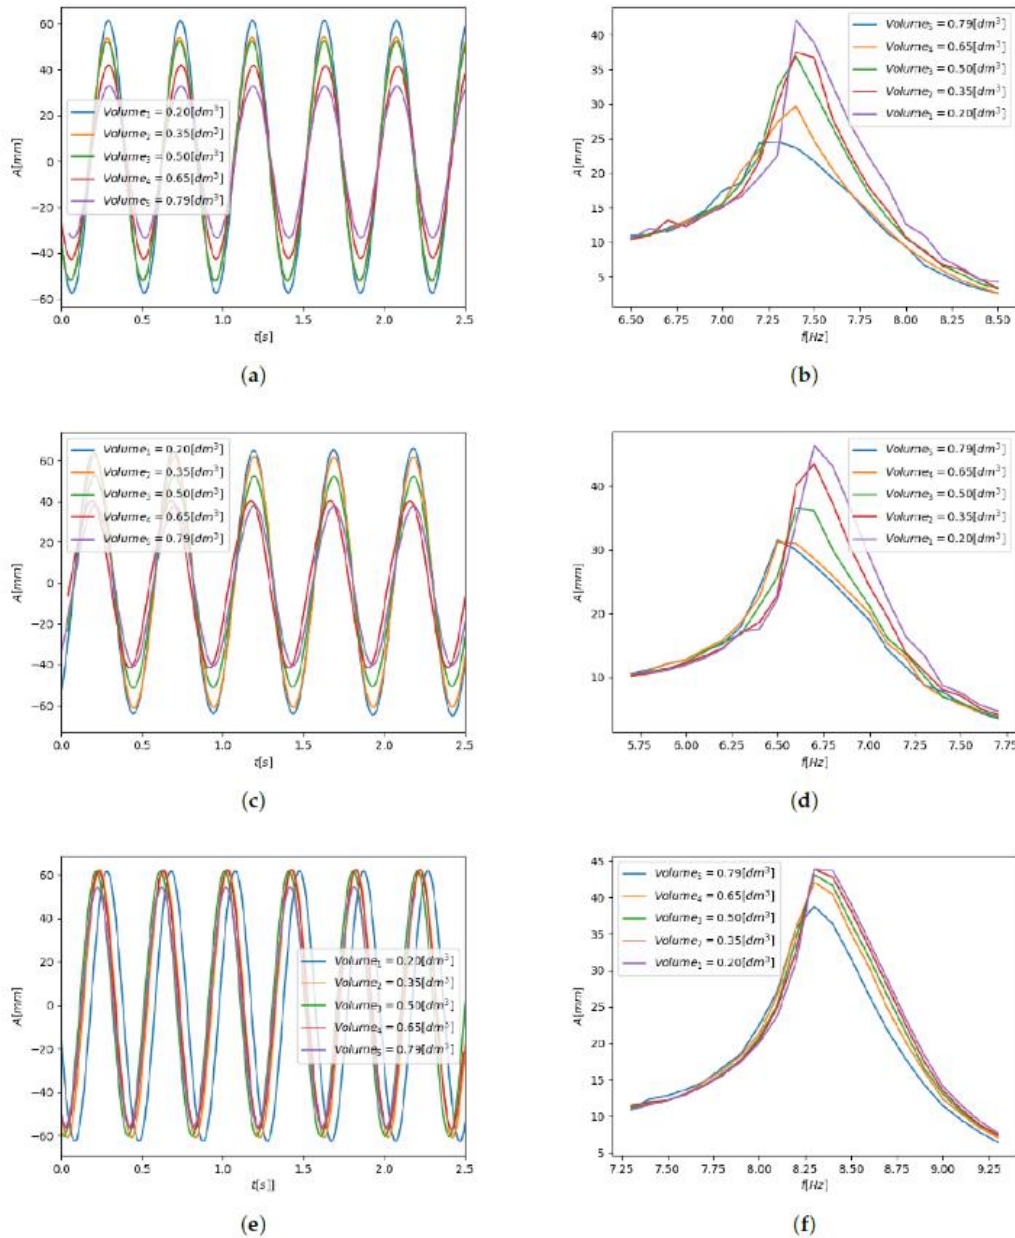 60
40
20
0
−20
−40
−60
A[mm]
Volume₁ = 0.20[dm³]
Volume₂ = 0.35[dm³]
Volume₃ = 0.50[dm³]
Volume₄ = 0.65[dm³]
Volume₅ = 0.79[dm³]
0.0 0.5 1.0 1.5 2.0 2.5
t[s]
(a)
40
35
30
25
20
15
10
5
A[mm]
Volume₅ = 0.79[dm³]
Volume₄ = 0.65[dm³]
Volume₃ = 0.50[dm³]
Volume₂ = 0.35[dm³]
Volume₁ = 0.20[dm³]
6.50 6.75 7.00 7.25 7.50 7.75 8.00 8.25 8.50
f[Hz]
(b)
60
40
20
0
−20
−40
−60
A[mm]
Volume₁ = 0.20[dm³]
Volume₂ = 0.35[dm³]
Volume₃ = 0.50[dm³]
Volume₄ = 0.65[dm³]
Volume₅ = 0.79[dm³]
0.0 0.5 1.0 1.5 2.0 2.5
t[s]
(c)
40
30
20
10
A[mm]
Volume₅ = 0.79[dm³]
Volume₄ = 0.65[dm³]
Volume₃ = 0.50[dm³]
Volume₂ = 0.35[dm³]
Volume₁ = 0.20[dm³]
5.75 6.00 6.25 6.50 6.75 7.00 7.25 7.50 7.75
f[Hz]
(d)
60
40
20
0
−20
−40
−60
A[mm]
Volume₁ = 0.20[dm³]
Volume₂ = 0.35[dm³]
Volume₃ = 0.50[dm³]
Volume₄ = 0.65[dm³]
Volume₅ = 0.79[dm³]
0.0 0.5 1.0 1.5 2.0 2.5
t[s]]
(e)
45
40
35
30
25
20
15
10
5
A[mm]
Volume₅ = 0.79[dm³]
Volume₄ = 0.65[dm³]
Volume₃ = 0.50[dm³]
Volume₂ = 0.35[dm³]
Volume₁ = 0.20[dm³]
7.25 7.50 7.75 8.00 8.25 8.50 8.75 9.00 9.25
f[Hz]
(f)